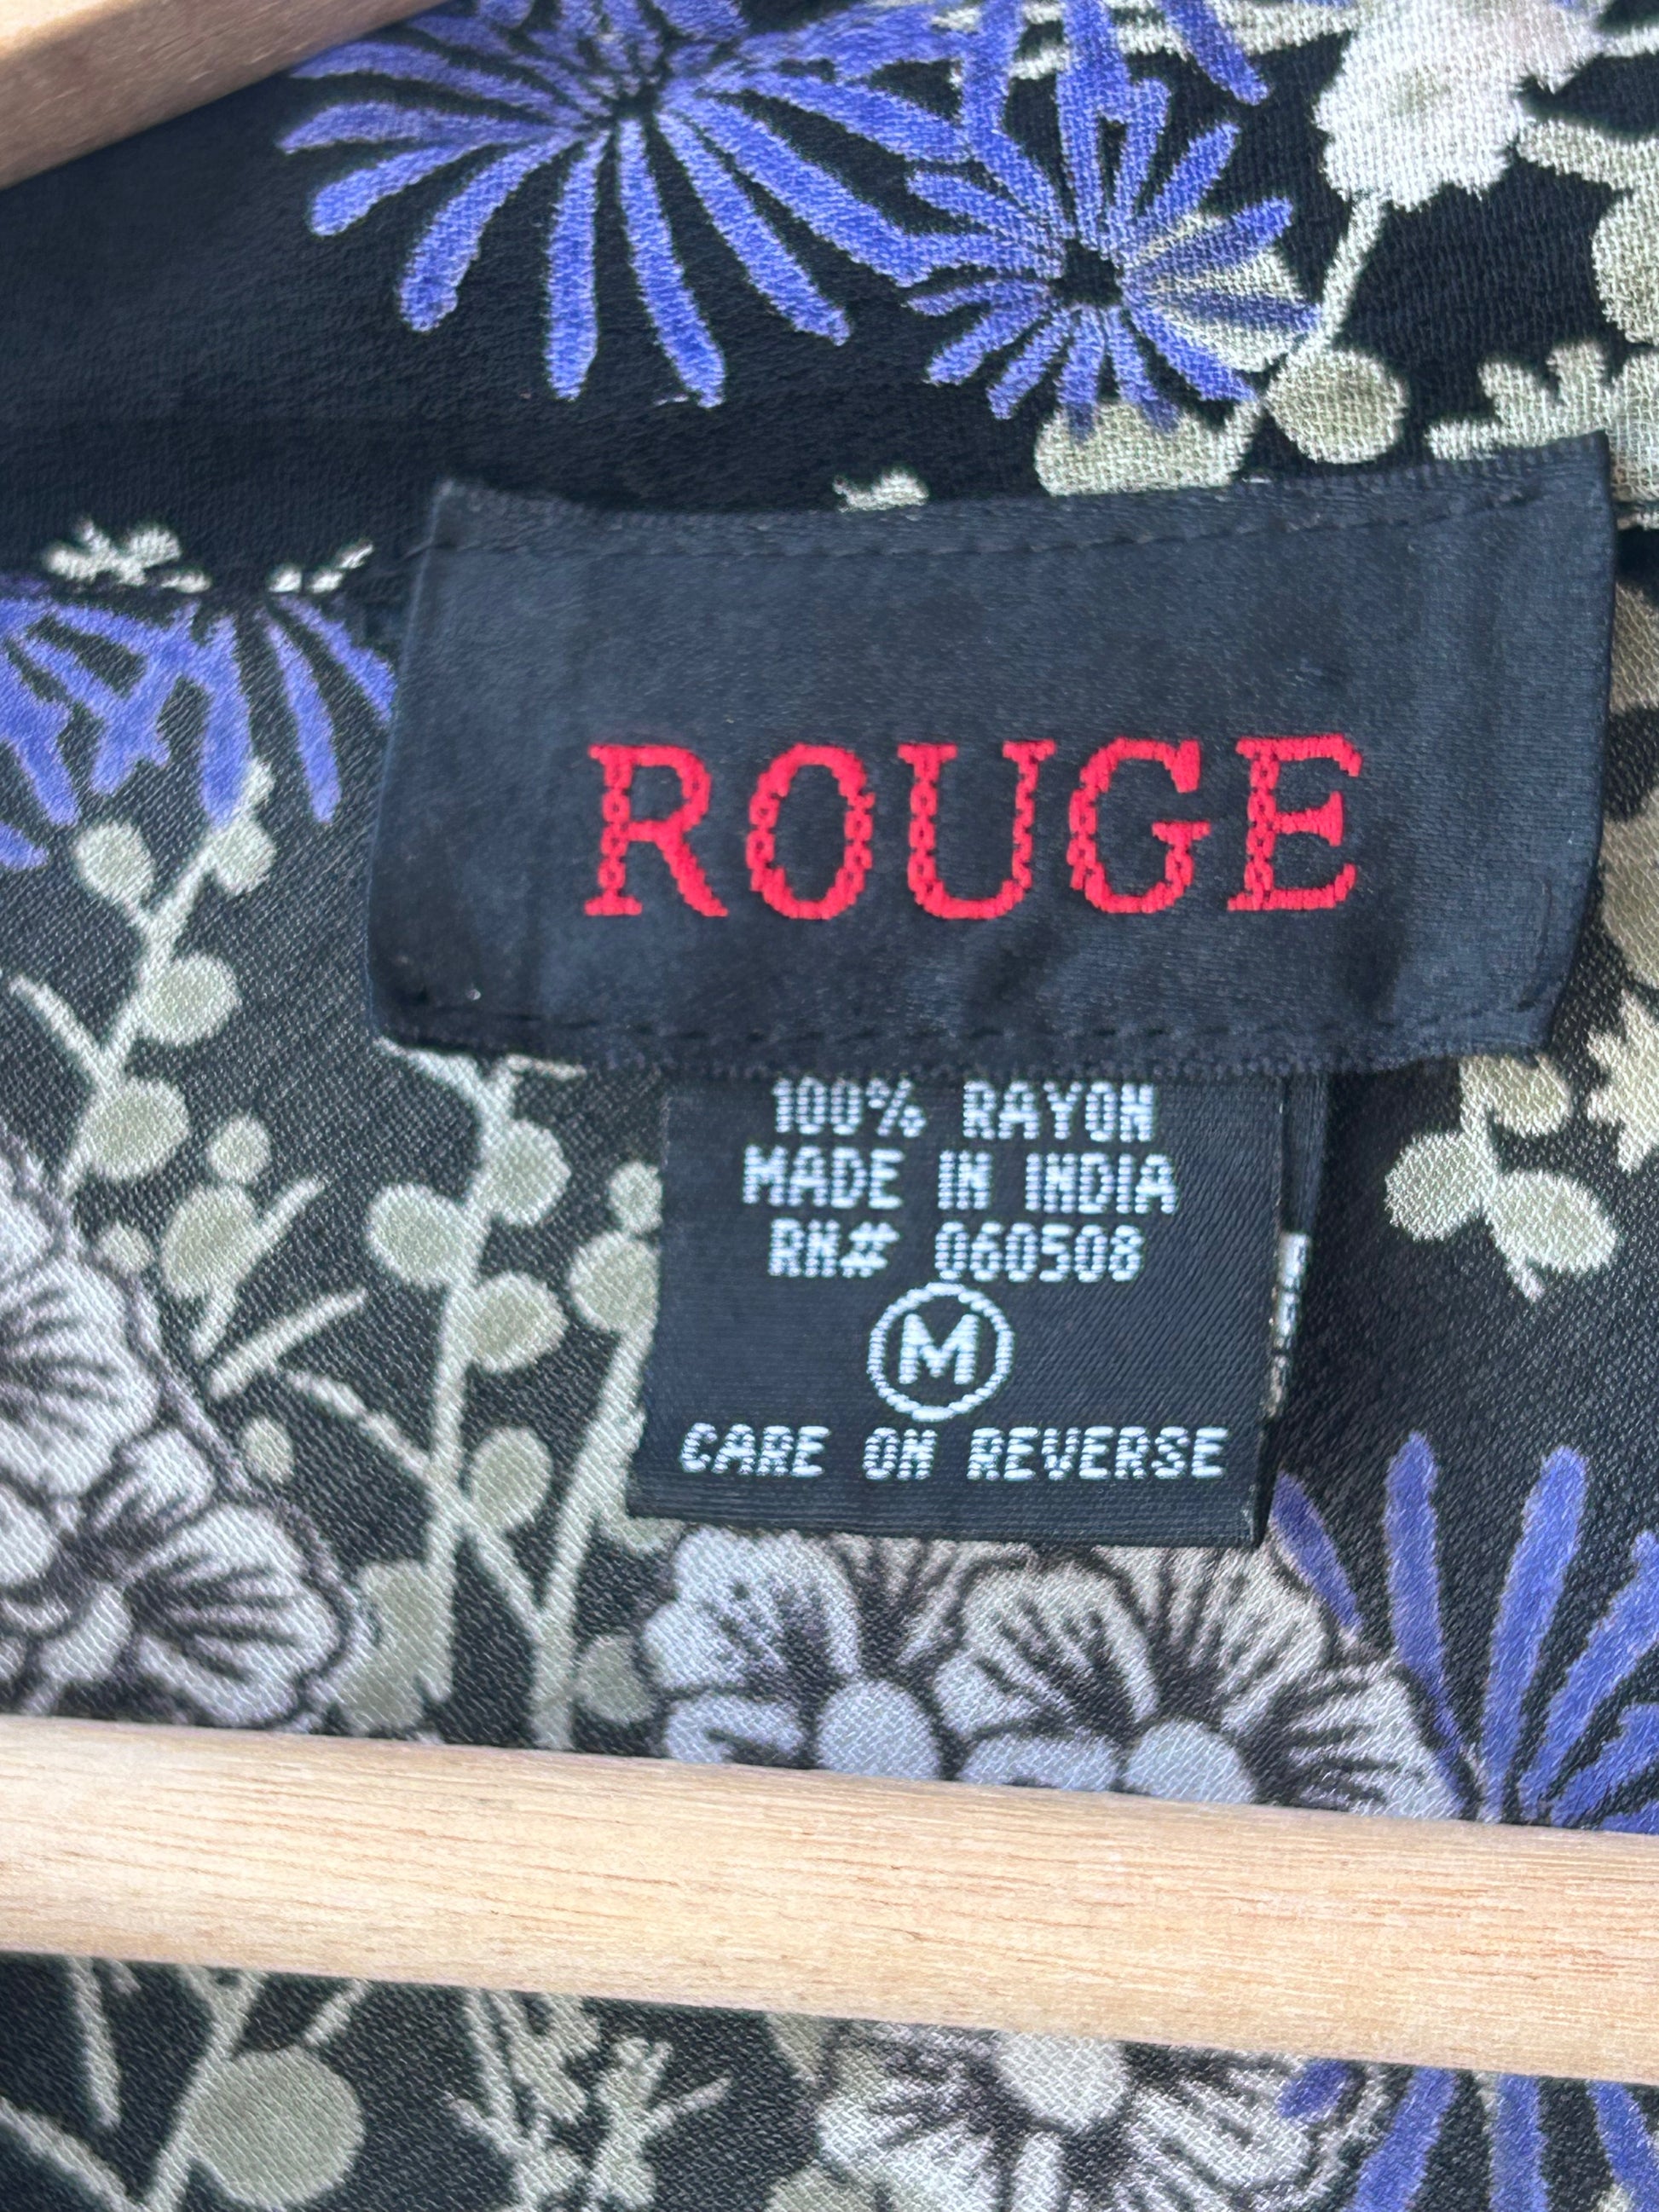 ROUGE
100% RAYON
MADE IN INDIA
RN# 060508
M
CARE ON REVERSE